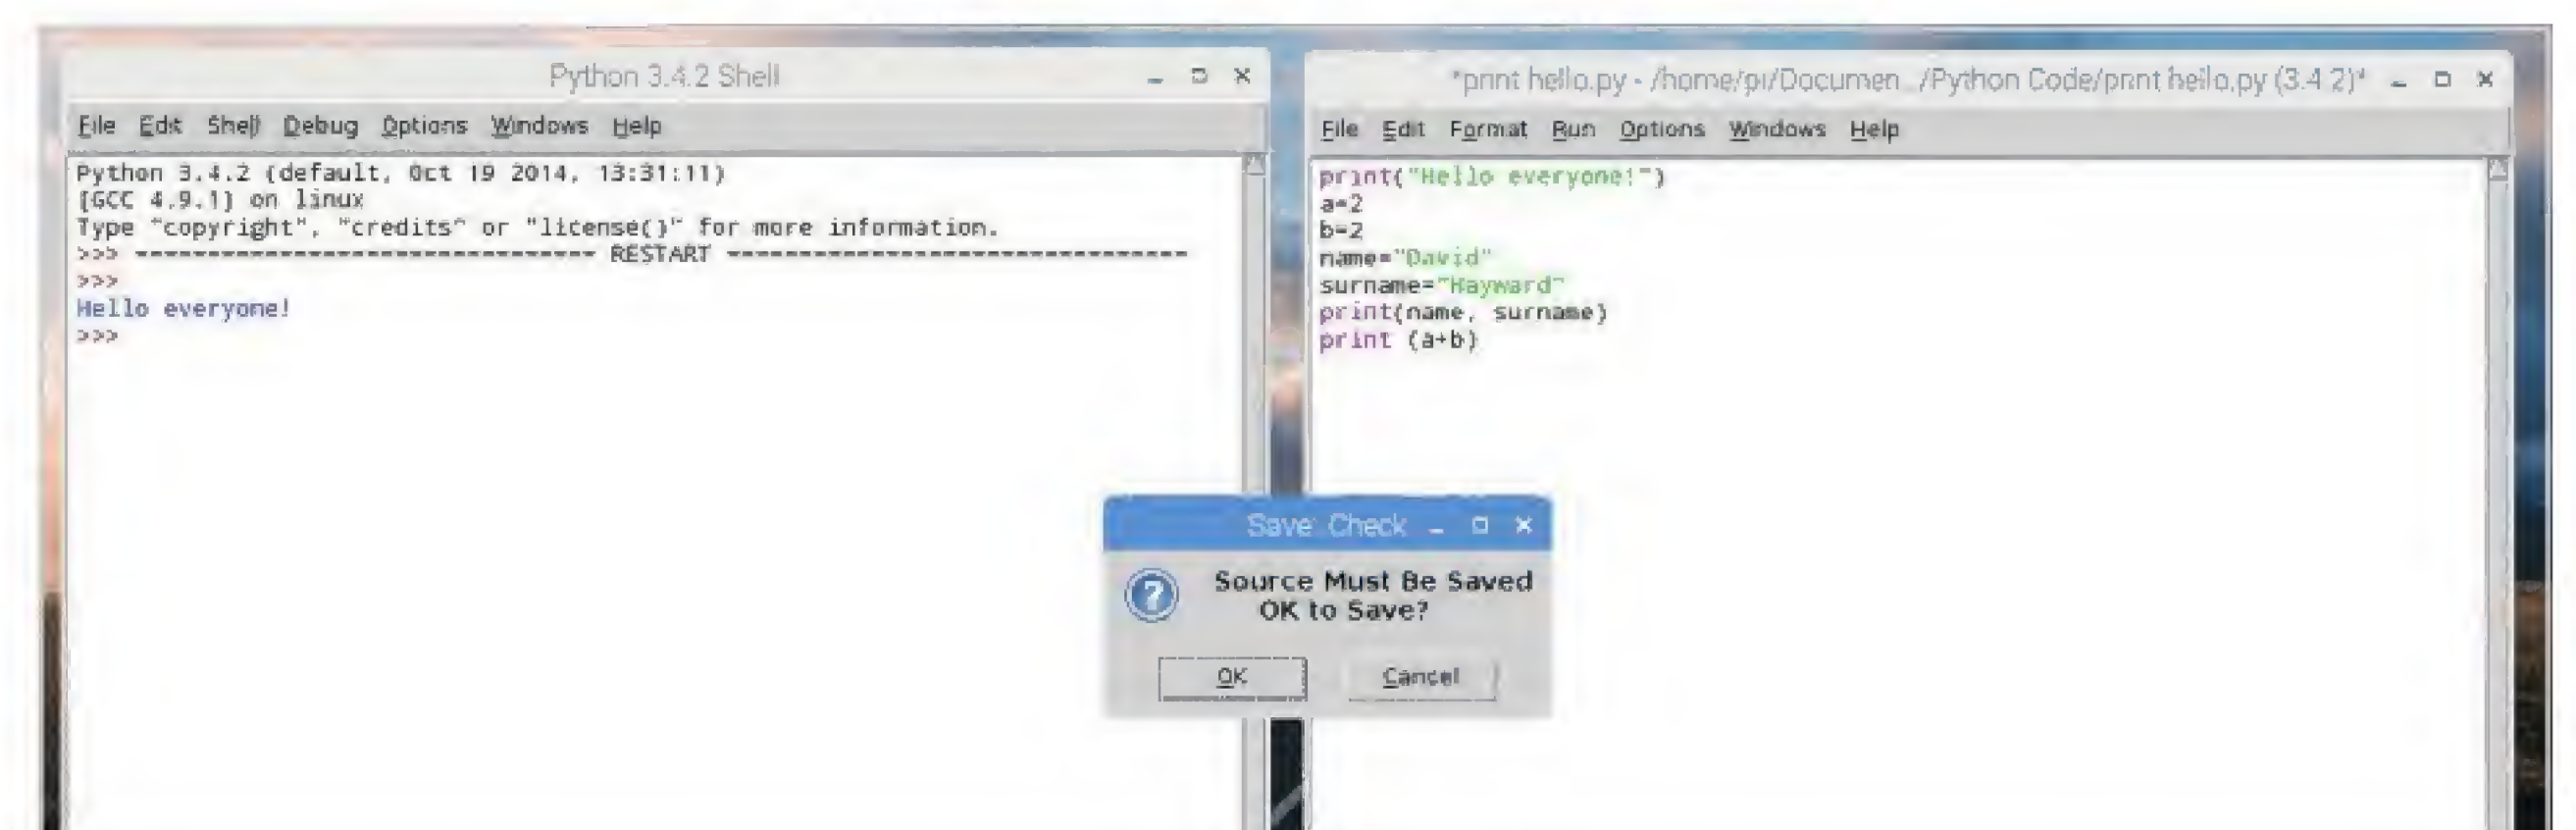 Python 3.4.2 Shell
File Edit Shell Debug Options Windows Help
Python 3.4.2 (default, Oct 19 2014, 13:31:11)
[GCC 4.9.1] on linux
Type "copyright", "credits" or "license()" for more information.
>>> -------------------------------- RESTART --------------------------------
>>>
Hello everyone!
>>>
*print hello.py - /home/pi/Documen.../Python Code/print hello.py (3.4.2)*
File Edit Format Run Options Windows Help
print("Hello everyone!")
a=2
b=2
name="David"
surname="Hayward"
print(name, surname)
print (a+b)
Save: Check
Source Must Be Saved
OK to Save?
OK Cancel